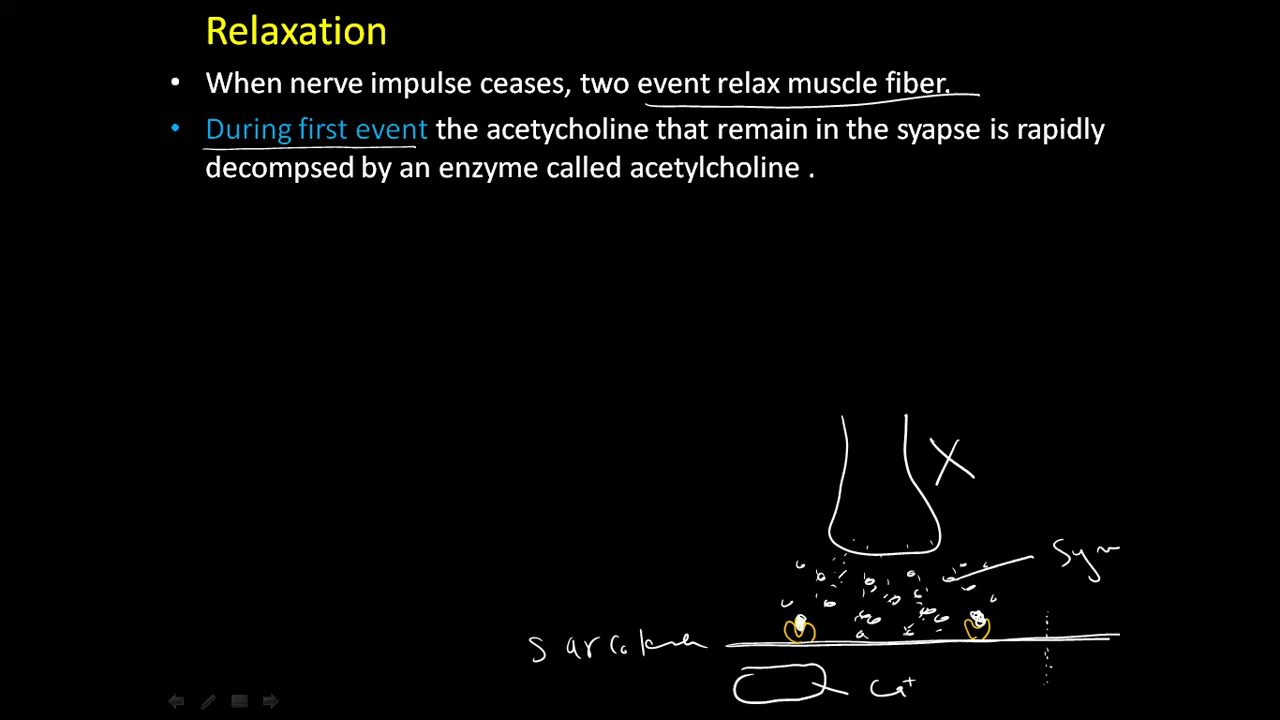 Relaxation
• When nerve impulse ceases, two event relax muscle fiber.
• During first event the acetycholine that remain in the syapse is rapidly
decompsed by an enzyme called acetylcholine .
X
Ca+